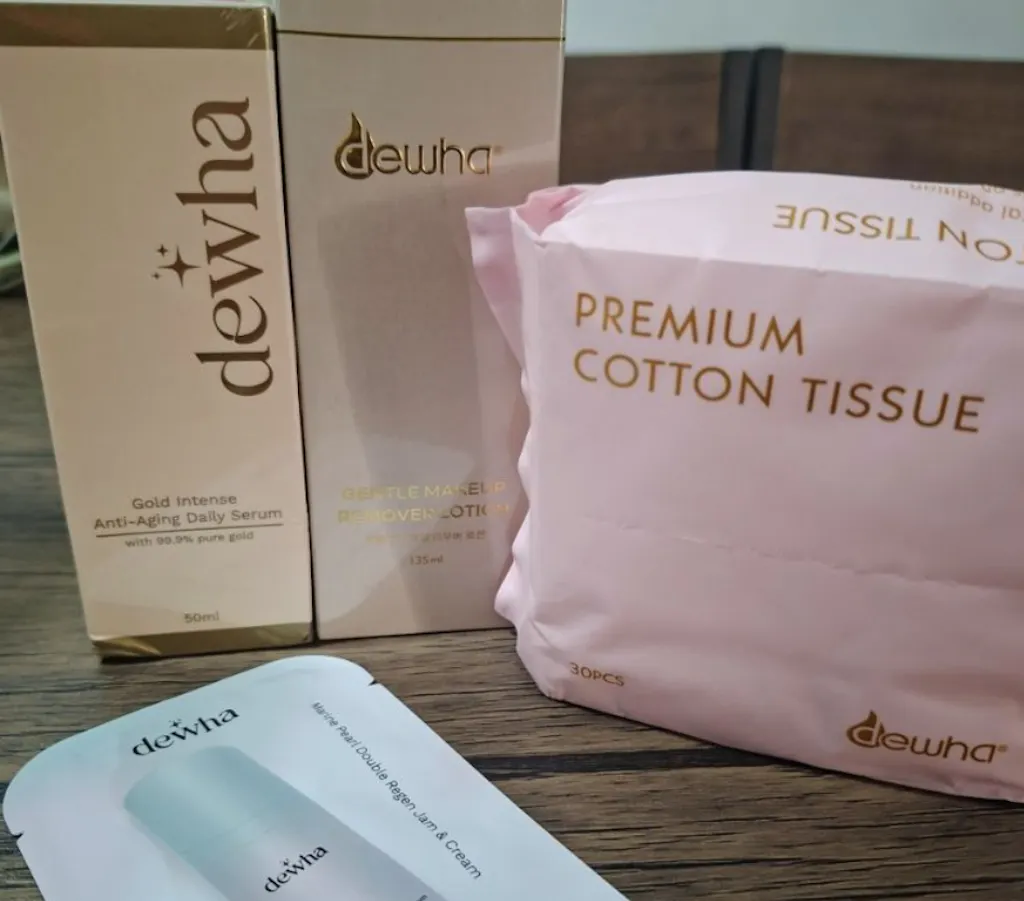 dewha
Gold Intense
Anti-Aging Daily Serum
with 99.9% pure gold
50ml
dewha®
GENTLE MAKEUP
REMOVER LOTION
135ml
COTTON TISSUE
PREMIUM
COTTON TISSUE
30PCS
dewha®
dewha
Marine Pearl Double Regen Jam & Cream
dewha